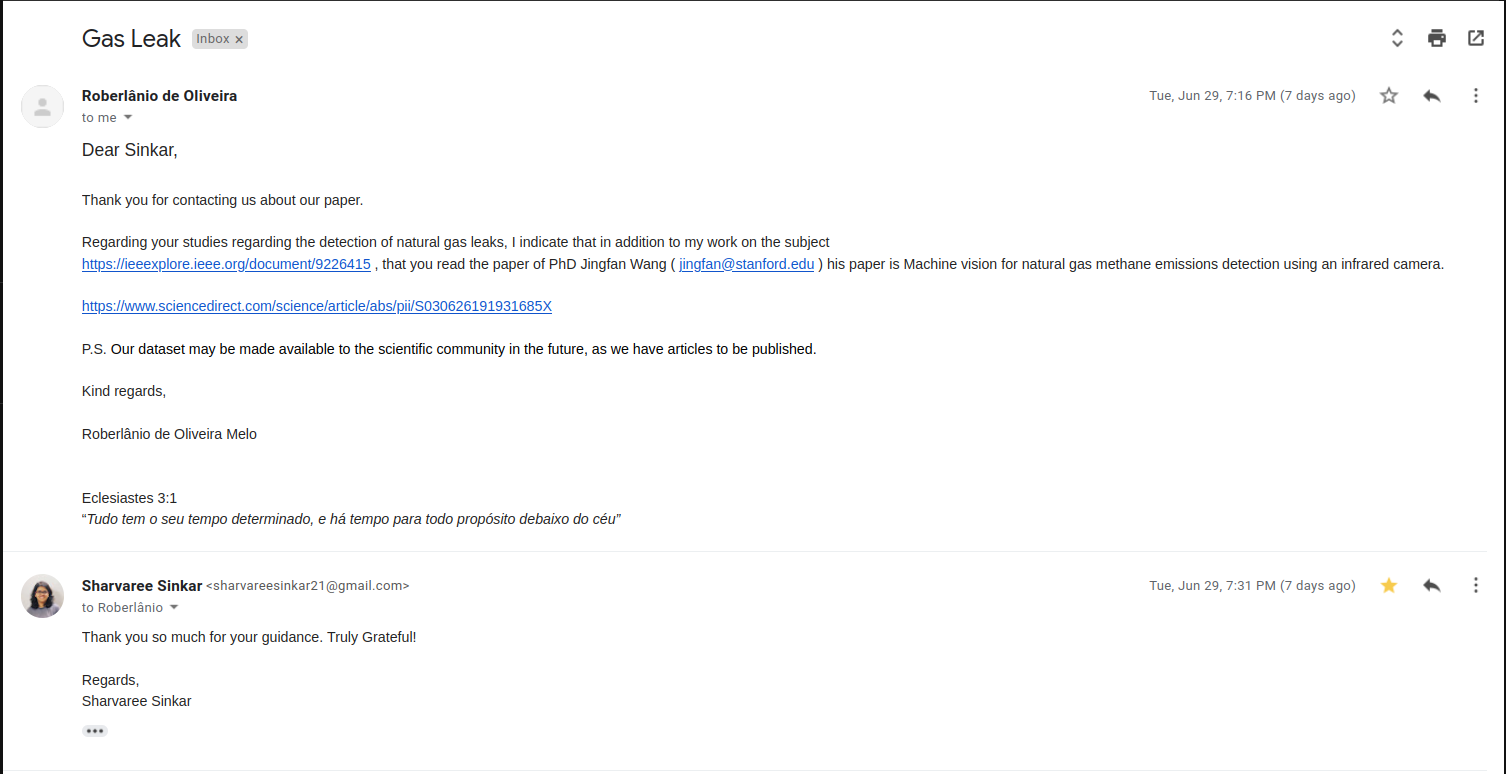 Gas Leak Inbox ×
Roberlânio de Oliveira Tue, Jun 29, 7:16 PM (7 days ago)
to me
Dear Sinkar,
Thank you for contacting us about our paper.
Regarding your studies regarding the detection of natural gas leaks, I indicate that in addition to my work on the subject
https://ieeexplore.ieee.org/document/9226415 , that you read the paper of PhD Jingfan Wang ( jingfan@stanford.edu ) his paper is Machine vision for natural gas methane emissions detection using an infrared camera.
https://www.sciencedirect.com/science/article/abs/pii/S030626191931685X
P.S. Our dataset may be made available to the scientific community in the future, as we have articles to be published.
Kind regards,
Roberlânio de Oliveira Melo
Eclesiastes 3:1
“Tudo tem o seu tempo determinado, e há tempo para todo propósito debaixo do céu”
Sharvaree Sinkar <sharvareesinkar21@gmail.com> Tue, Jun 29, 7:31 PM (7 days ago)
to Roberlânio
Thank you so much for your guidance. Truly Grateful!
Regards,
Sharvaree Sinkar